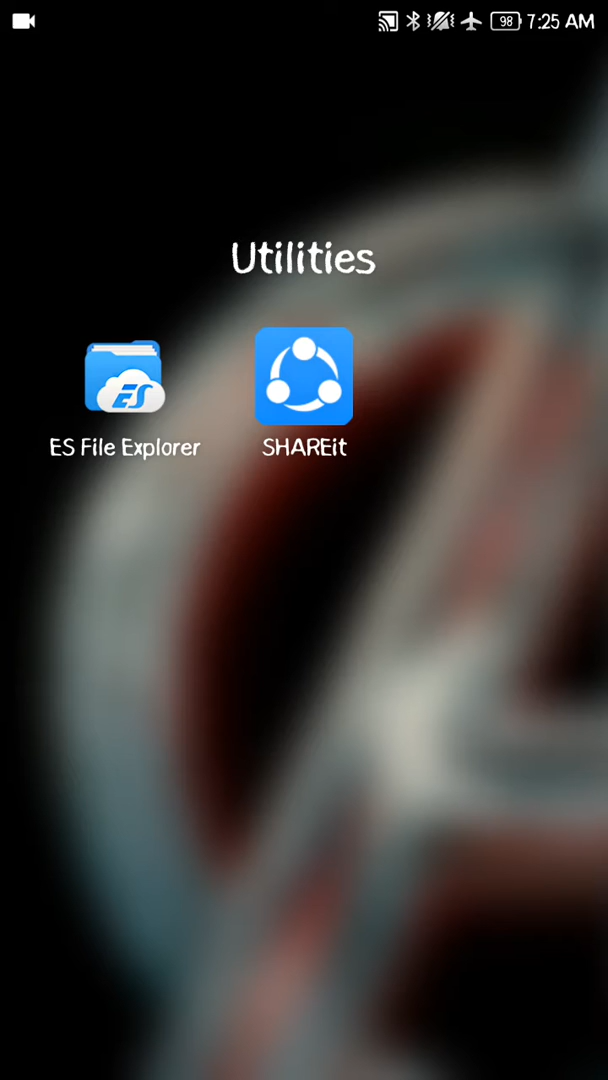 98 7:25 AM
Utilities
ES
ES File Explorer
SHAREit